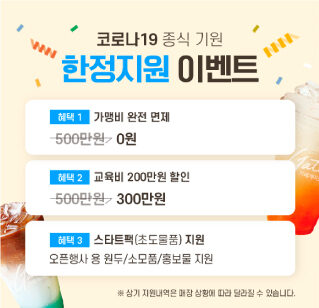 코로나19 종식 기원
한정지원 이벤트
혜택 1 가맹비 완전 면제
500만원 0원
혜택 2 교육비 200만원 할인
500만원 300만원
혜택 3 스타트팩(초도물품) 지원
오픈행사 용 원두/소모품/홍보물 지원
※ 상기 지원내역은 매장 상황에 따라 달라질 수 있습니다.